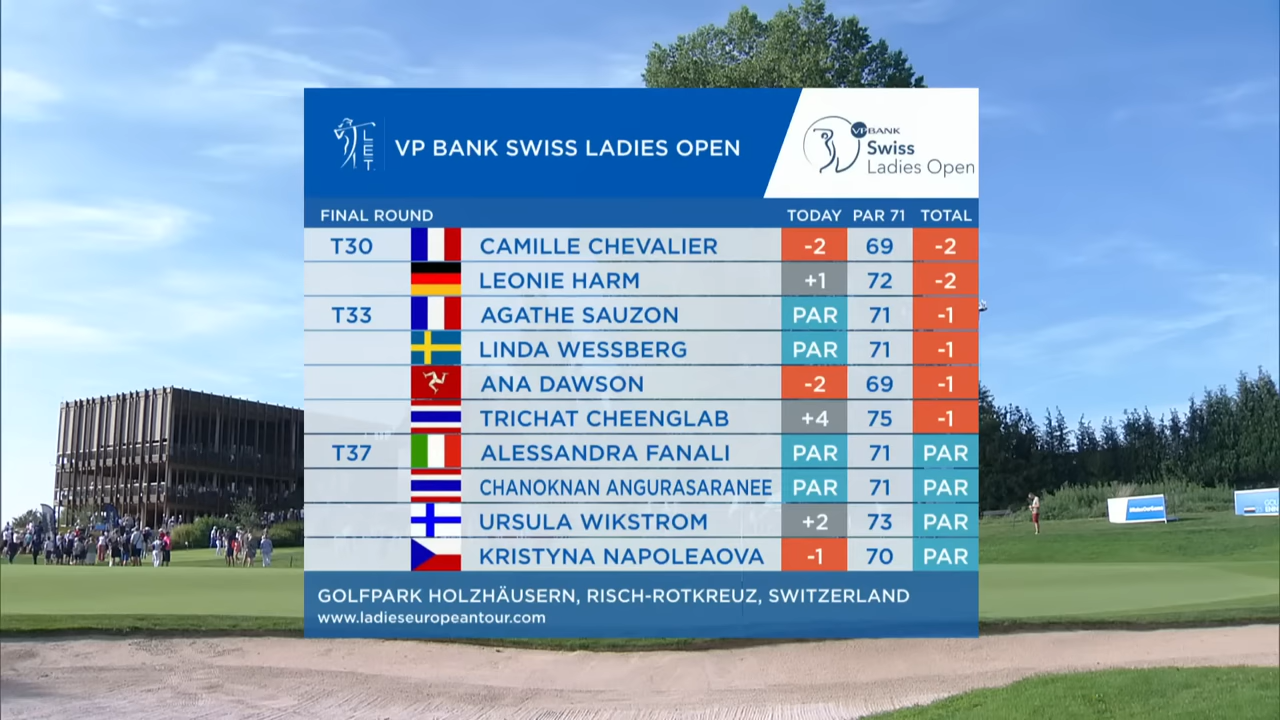 LET
VP BANK SWISS LADIES OPEN
VP BANK
Swiss
Ladies Open
FINAL ROUND TODAY PAR 71 TOTAL
T30 CAMILLE CHEVALIER -2 69 -2
LEONIE HARM +1 72 -2
T33 AGATHE SAUZON PAR 71 -1
LINDA WESSBERG PAR 71 -1
ANA DAWSON -2 69 -1
TRICHAT CHEENGLAB +4 75 -1
T37 ALESSANDRA FANALI PAR 71 PAR
CHANOKNAN ANGURASARANEE PAR 71 PAR
URSULA WIKSTROM +2 73 PAR
KRISTYNA NAPOLEAOVA -1 70 PAR
GOLFPARK HOLZHÄUSERN, RISCH-ROTKREUZ, SWITZERLAND
www.ladieseuropeantour.com